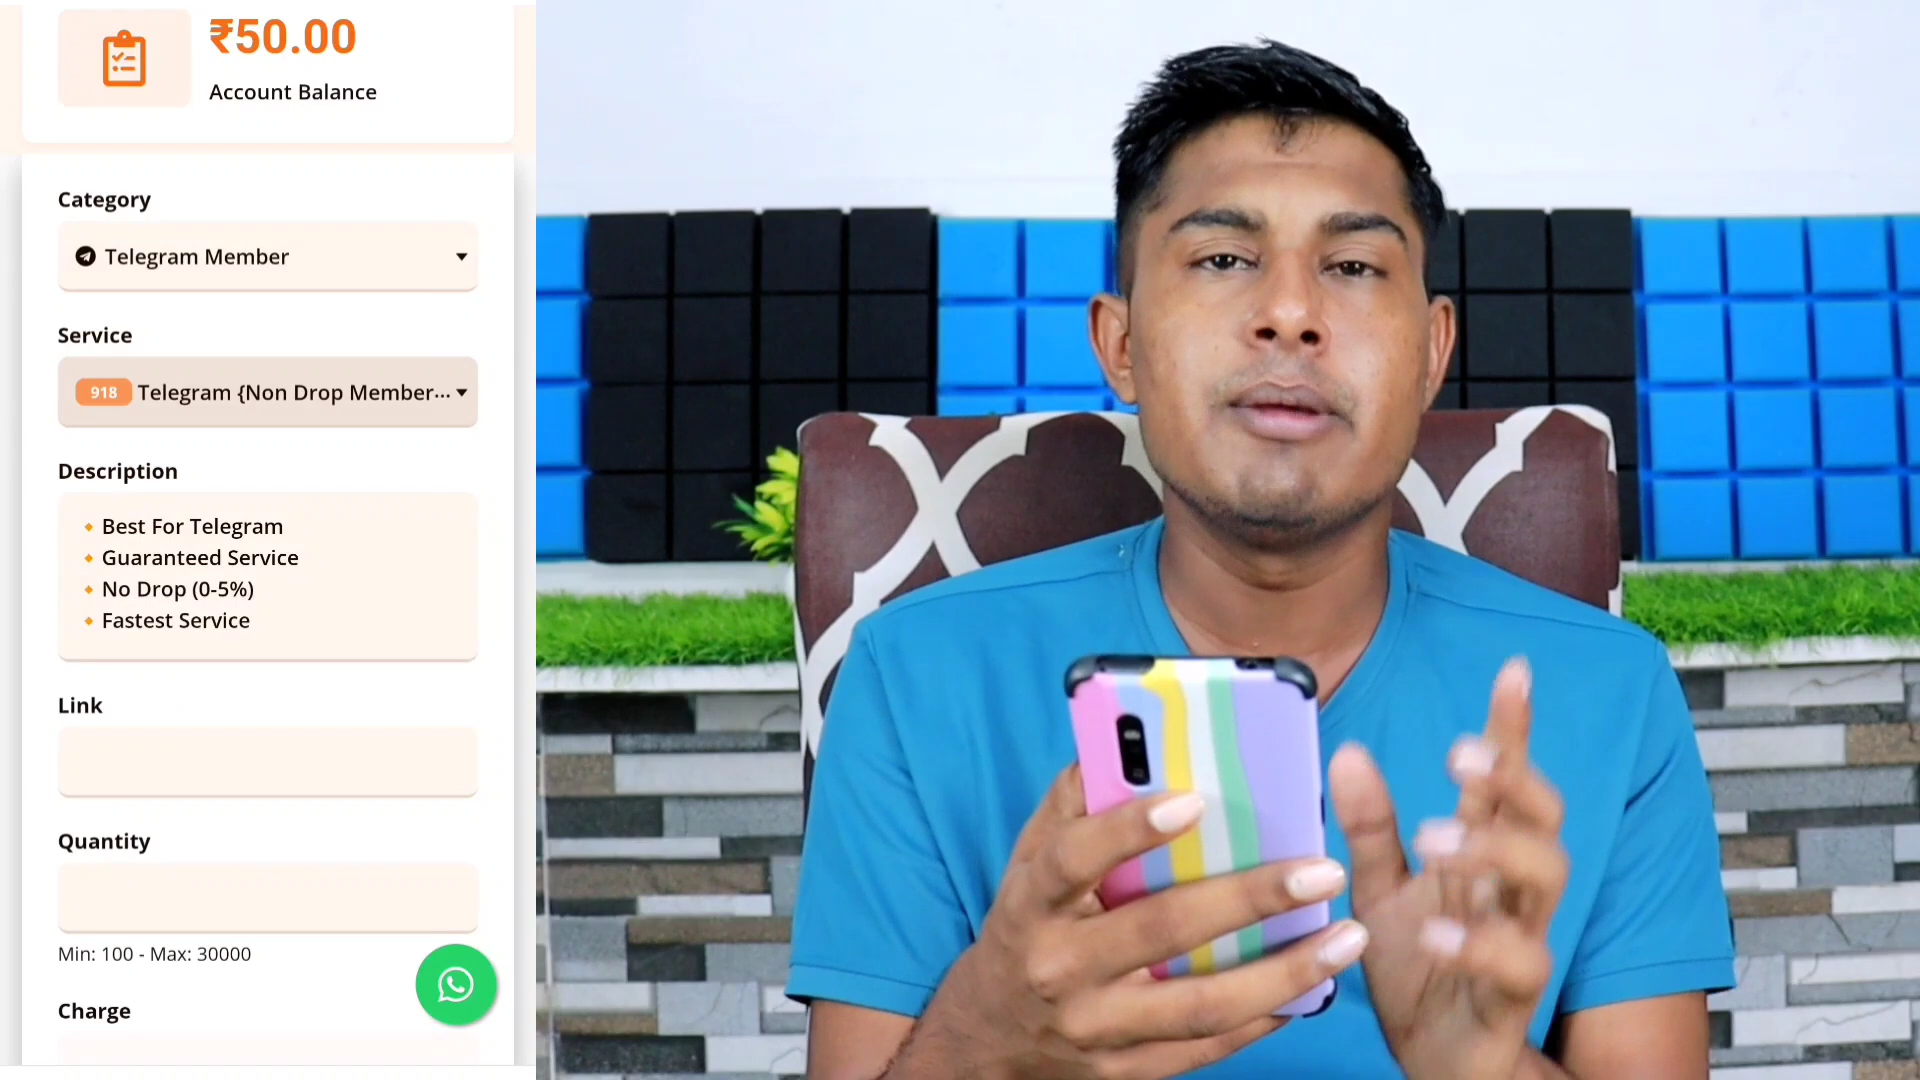 ₹50.00
Account Balance
Category
Telegram Member
Service
918 Telegram {Non Drop Member...
Description
Best For Telegram
Guaranteed Service
No Drop (0-5%)
Fastest Service
Link
Quantity
Min: 100 - Max: 30000
Charge